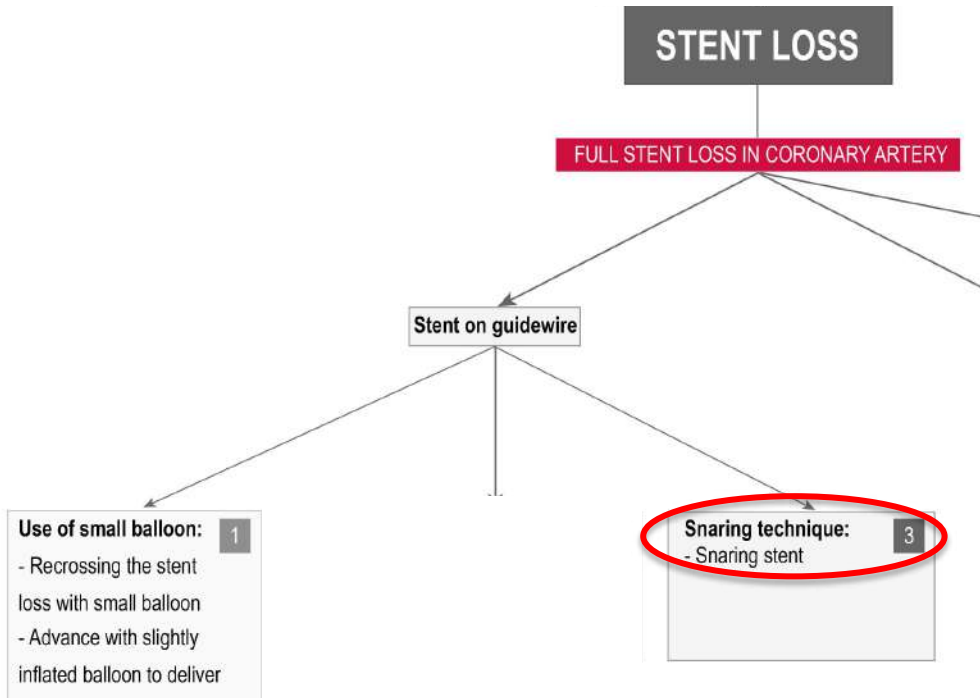 STENT LOSS
FULL STENT LOSS IN CORONARY ARTERY
Stent on guidewire
Use of small balloon: 1
- Recrossing the stent
loss with small balloon
- Advance with slightly
inflated balloon to deliver
Snaring technique: 3
- Snaring stent